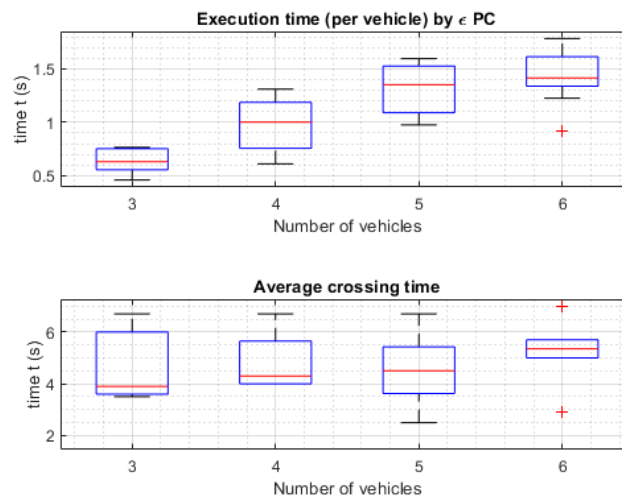 Execution time (per vehicle) by ϵ PC
time t (s)
1.5
1
0.5
3 4 5 6
Number of vehicles
Average crossing time
time t (s)
6
4
2
3 4 5 6
Number of vehicles